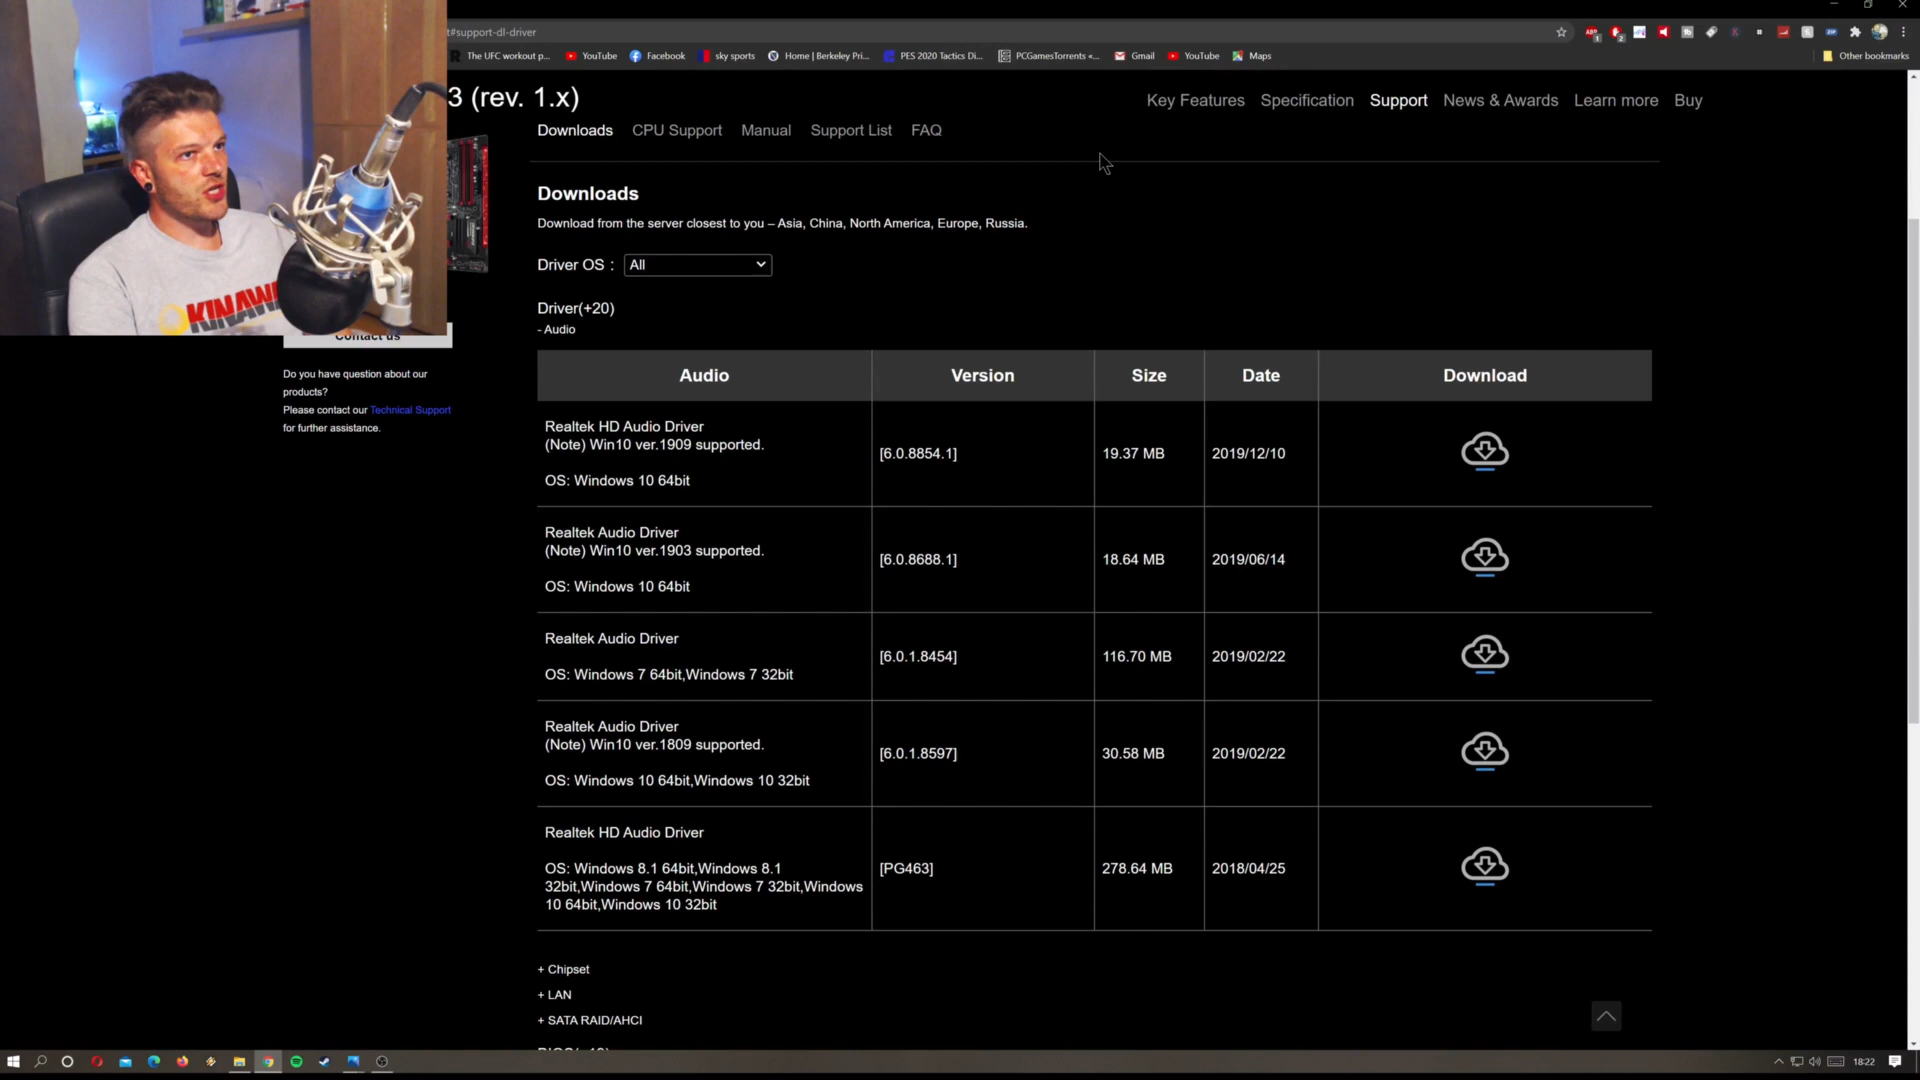 t#support-dl-driver
The UFC workout p...
YouTube
Facebook
sky sports
Home | Berkeley Pri...
PES 2020 Tactics Di...
PCGamesTorrents «...
Gmail
YouTube
Maps
Other bookmarks
3 (rev. 1.x)
Key Features
Specification
Support
News & Awards
Learn more
Buy
Downloads
CPU Support
Manual
Support List
FAQ
Downloads
Download from the server closest to you – Asia, China, North America, Europe, Russia.
Driver OS :
All
Driver(+20)
- Audio
Audio
Version
Size
Date
Download
Realtek HD Audio Driver
(Note) Win10 ver.1909 supported.
OS: Windows 10 64bit
[6.0.8854.1]
19.37 MB
2019/12/10
Realtek Audio Driver
(Note) Win10 ver.1903 supported.
OS: Windows 10 64bit
[6.0.8688.1]
18.64 MB
2019/06/14
Realtek Audio Driver
OS: Windows 7 64bit,Windows 7 32bit
[6.0.1.8454]
116.70 MB
2019/02/22
Realtek Audio Driver
(Note) Win10 ver.1809 supported.
OS: Windows 10 64bit,Windows 10 32bit
[6.0.1.8597]
30.58 MB
2019/02/22
Realtek HD Audio Driver
OS: Windows 8.1 64bit,Windows 8.1
32bit,Windows 7 64bit,Windows 7 32bit,Windows
10 64bit,Windows 10 32bit
[PG463]
278.64 MB
2018/04/25
+ Chipset
+ LAN
+ SATA RAID/AHCI
Contact us
Do you have question about our
products?
Please contact our Technical Support
for further assistance.
18:22